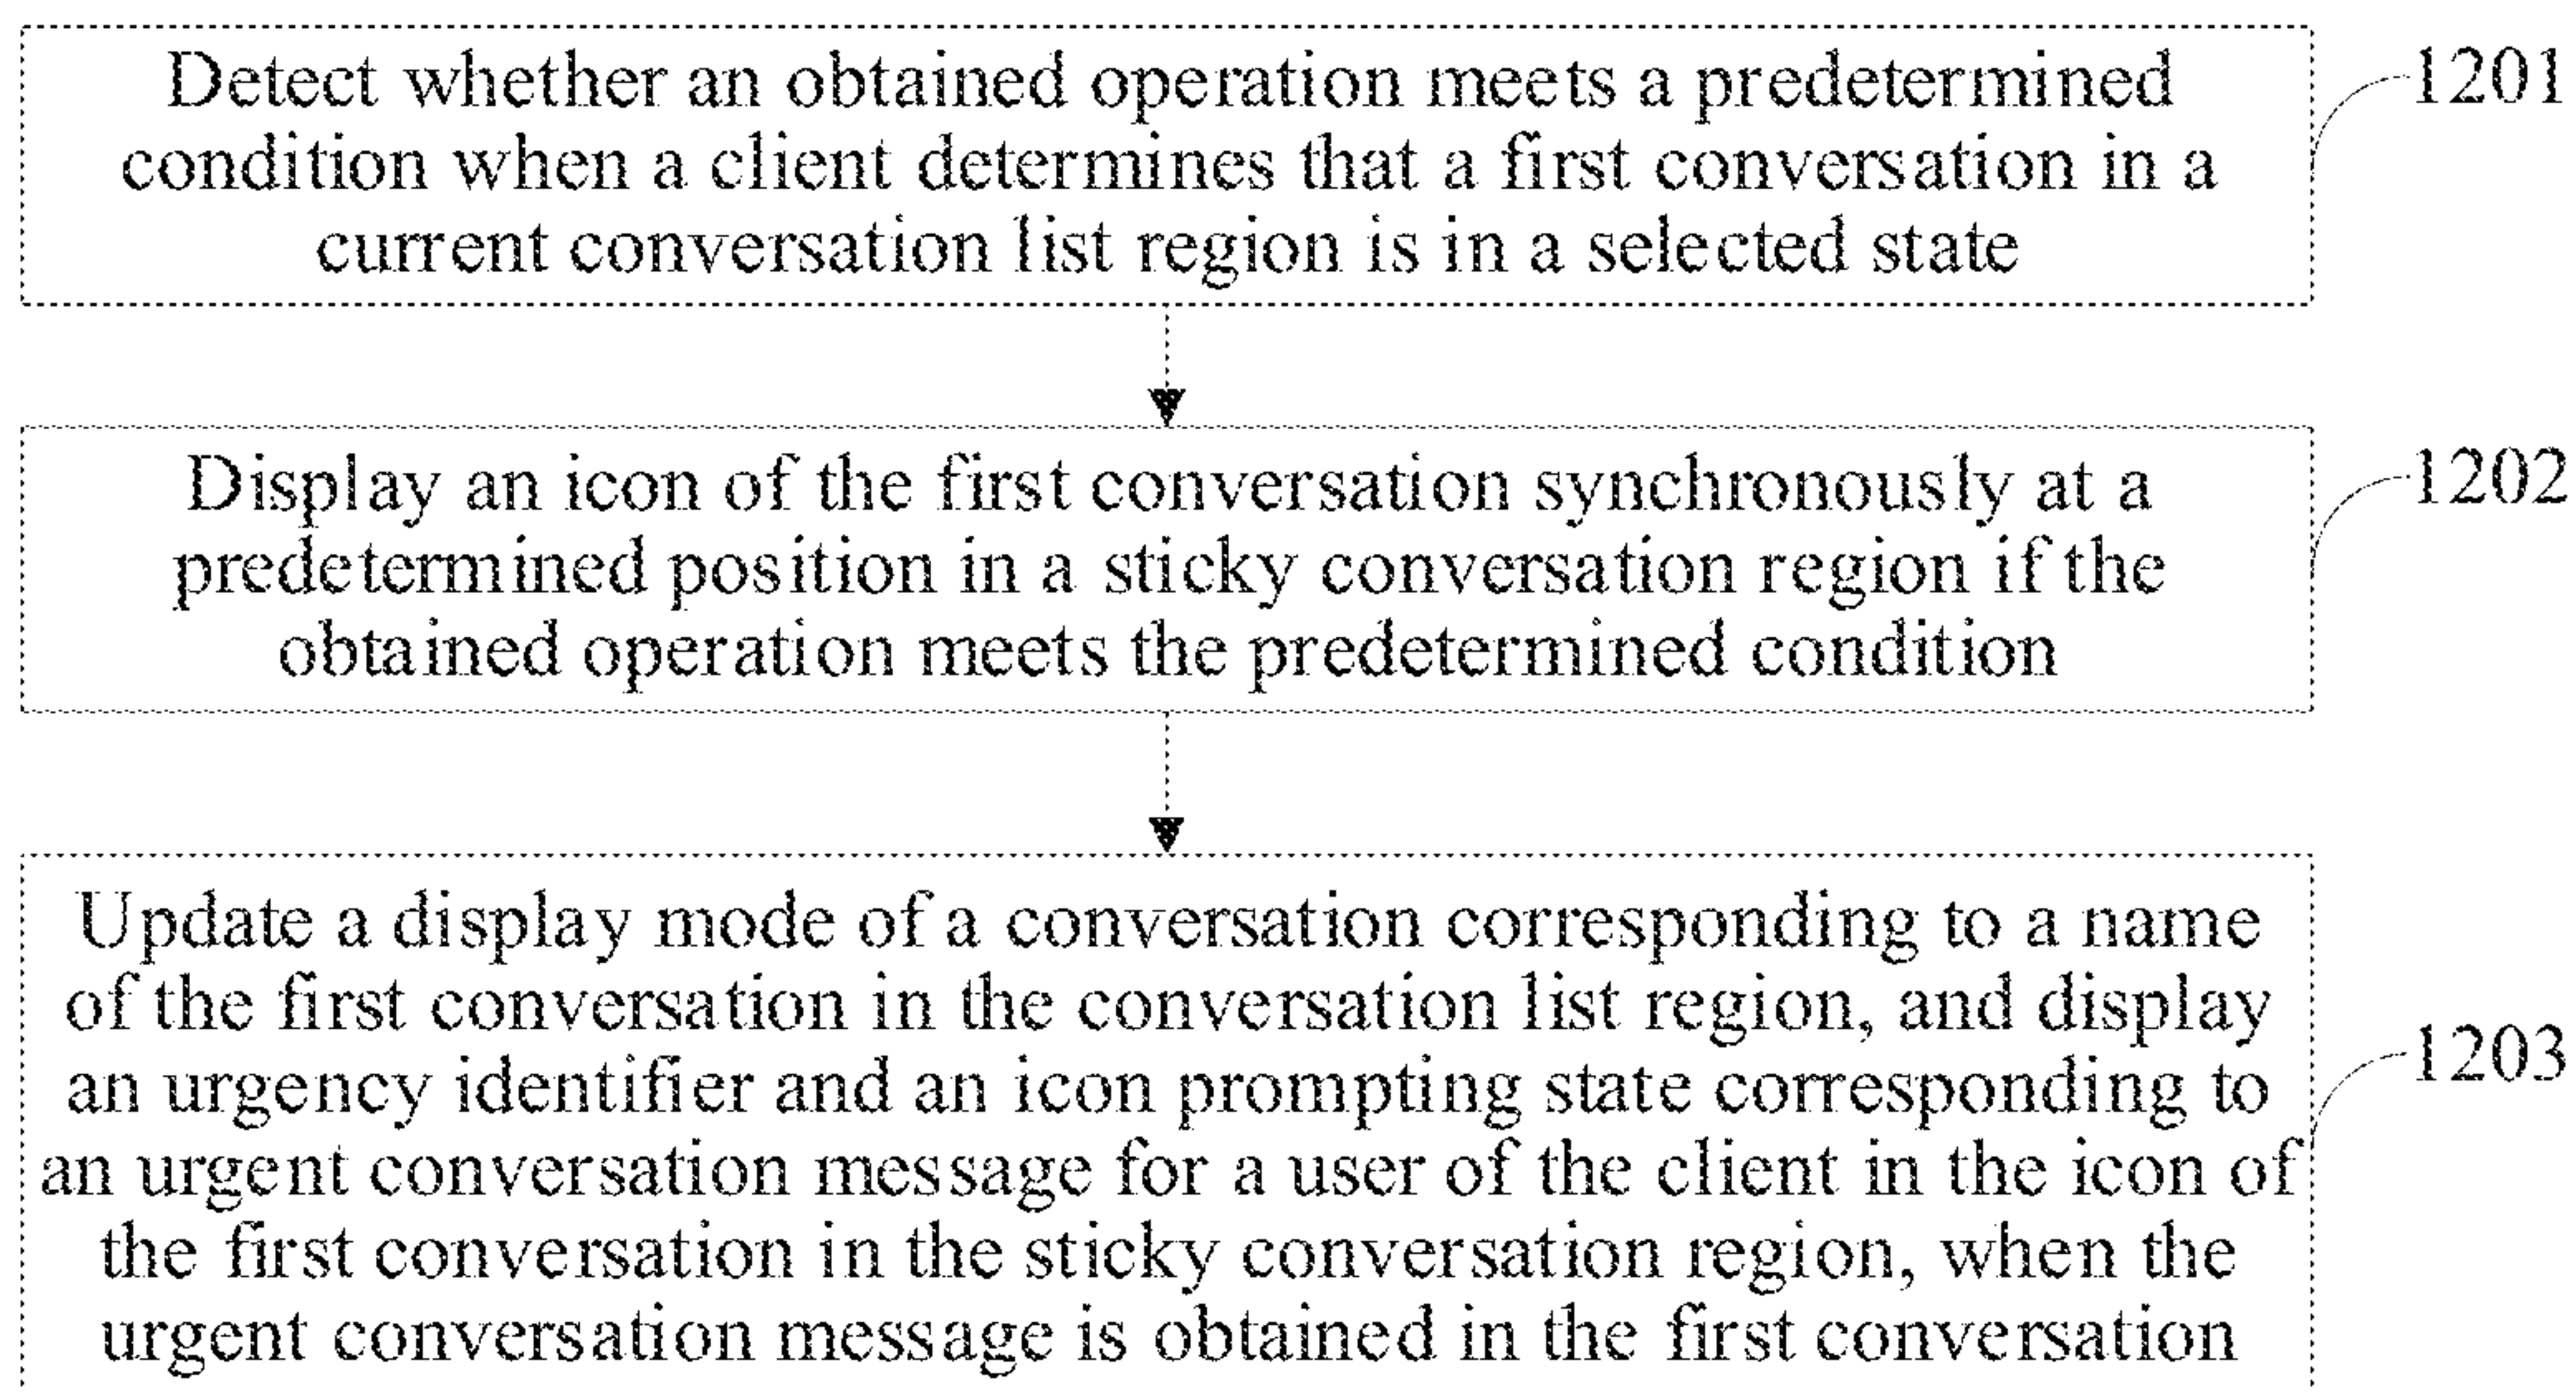 Detect whether an obtained operation meets a predetermined
condition when a client determines that a first conversation in a
current conversation list region is in a selected state
1201
Display an icon of the first conversation synchronously at a
predetermined position in a sticky conversation region if the
obtained operation meets the predetermined condition
1202
Update a display mode of a conversation corresponding to a name
of the first conversation in the conversation list region, and display
an urgency identifier and an icon prompting state corresponding to
an urgent conversation message for a user of the client in the icon of
the first conversation in the sticky conversation region, when the
urgent conversation message is obtained in the first conversation
1203